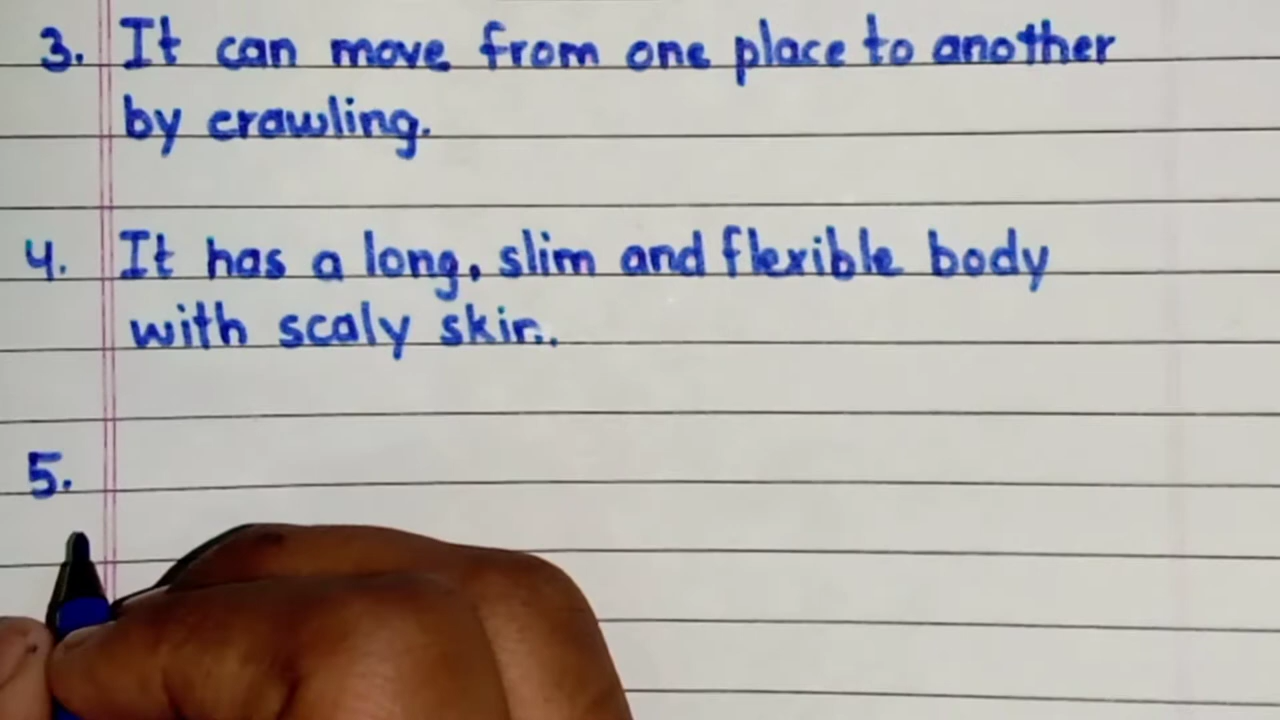 3. It can move from one place to another
by crawling.
4. It has a long, slim and flexible body
with scaly skin.
5.